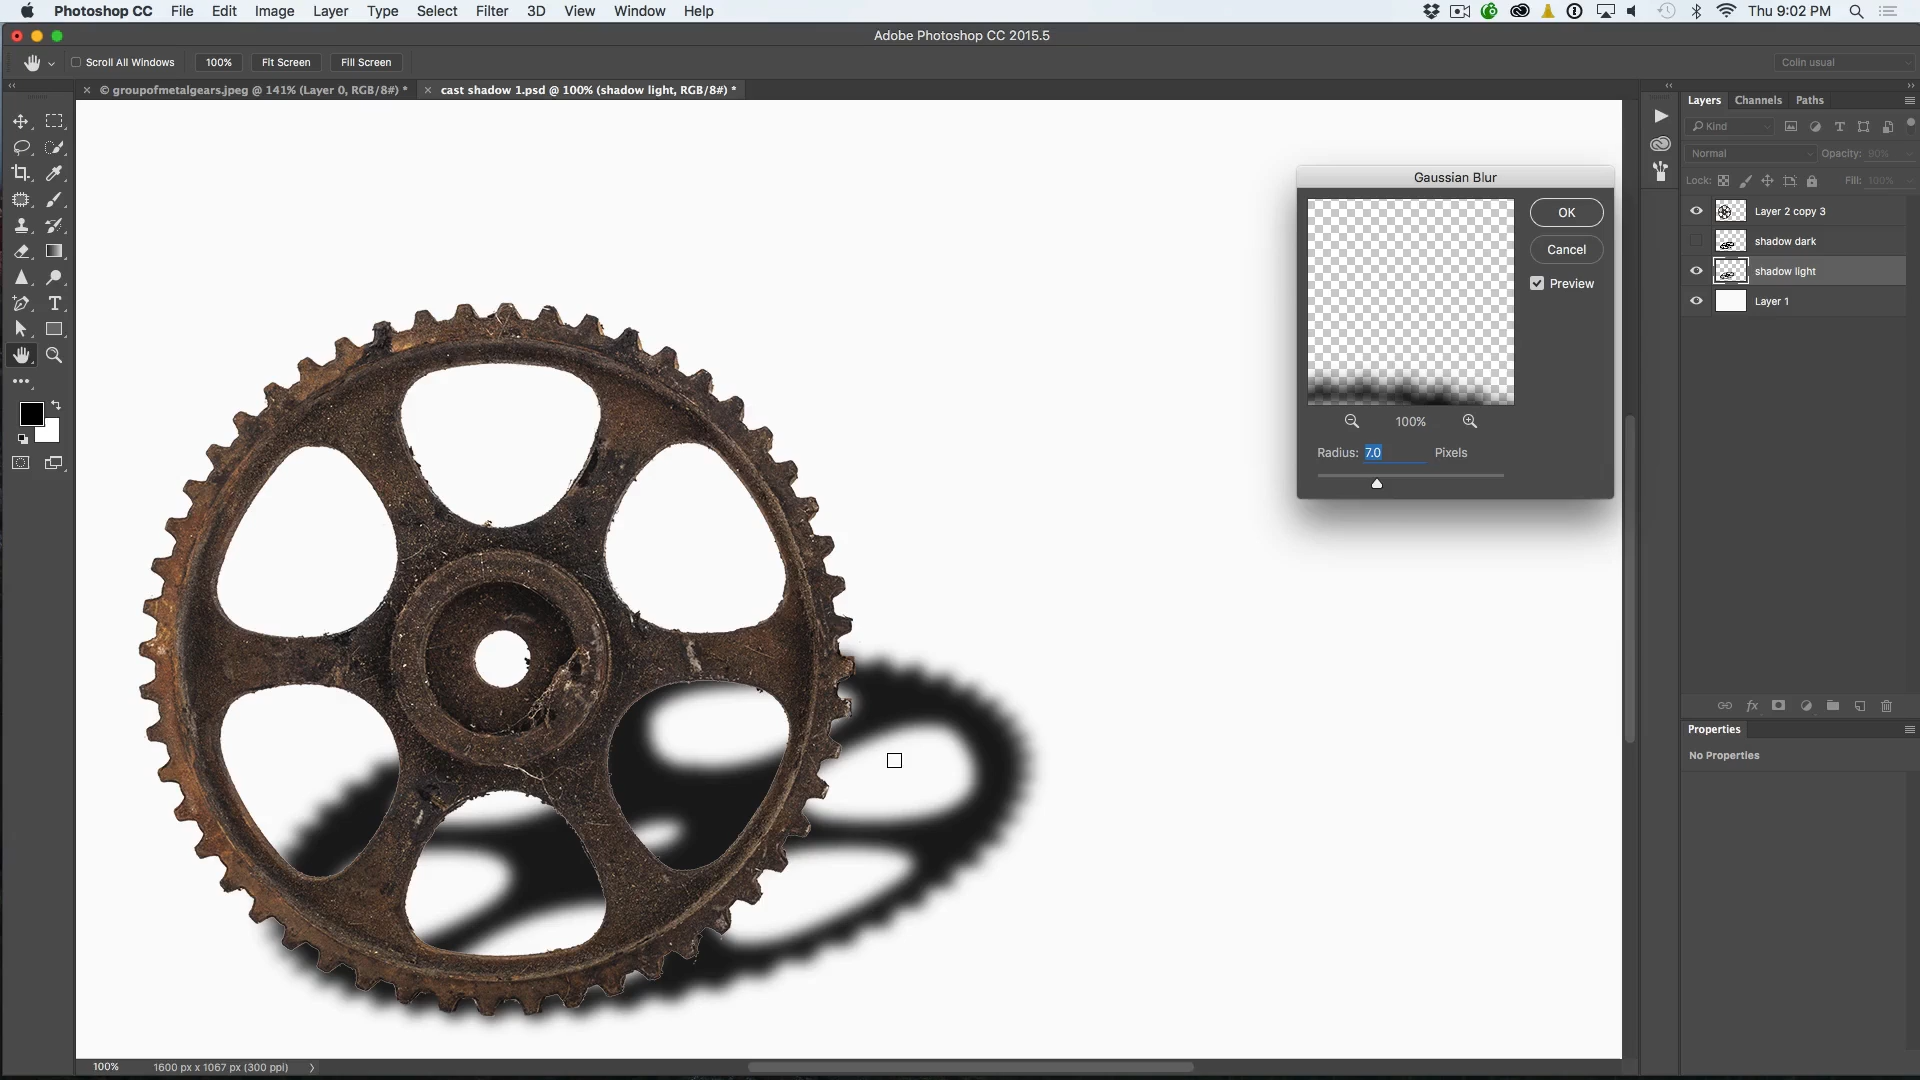 Photoshop CC File Edit Image Layer Type Select Filter 3D View Window Help Thu 9:02 PM
Adobe Photoshop CC 2015.5
Scroll All Windows 100% Fit Screen Fill Screen Colin usual
© groupofmetalgears.jpeg @ 141% (Layer 0, RGB/8#) * cast shadow 1.psd @ 100% (shadow light, RGB/8#) *
Layers Channels Paths
Kind
Normal Opacity: 80%
Lock: Fill: 100%
Layer 2 copy 3
shadow dark
shadow light
Layer 1
Gaussian Blur
OK
Cancel
Preview
100%
Radius: 7.0 Pixels
Properties
No Properties
100% 1600 px x 1067 px (300 ppi)